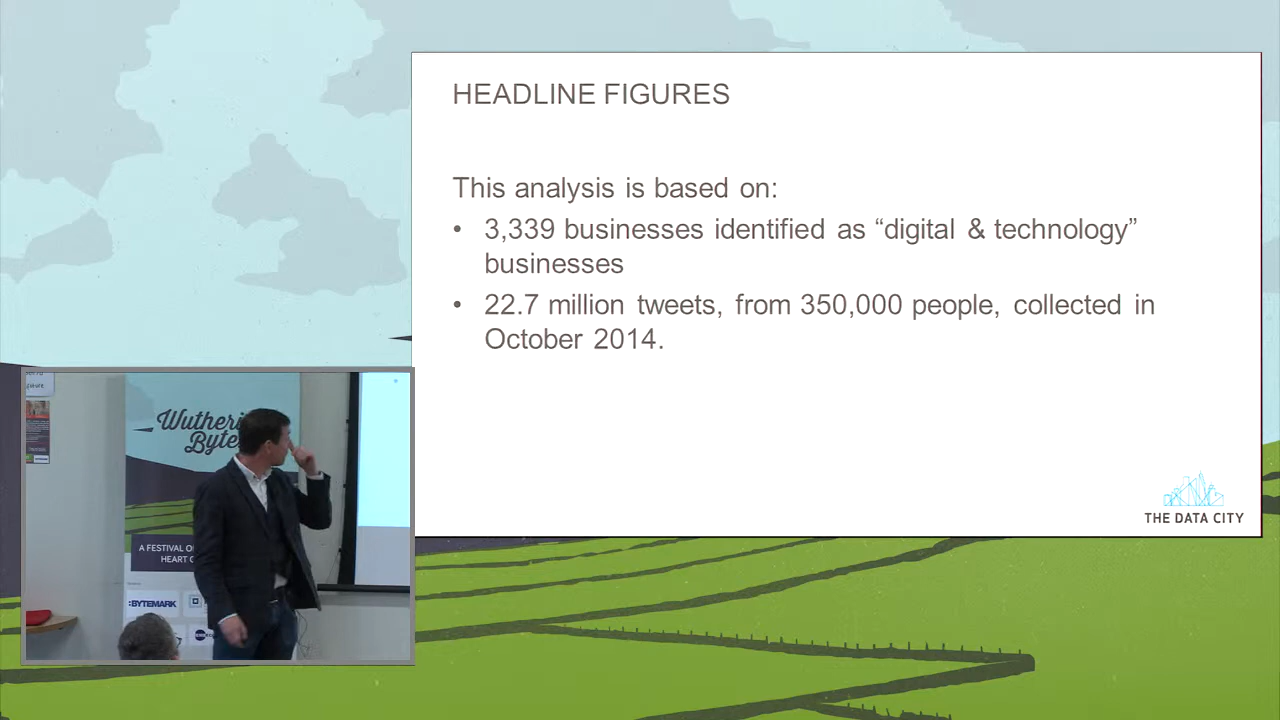 HEADLINE FIGURES
This analysis is based on:
• 3,339 businesses identified as “digital & technology”
businesses
• 22.7 million tweets, from 350,000 people, collected in
October 2014.
THE DATA CITY
Wutheri
Byte
A FESTIVAL O
HEART
:BYTEMARK